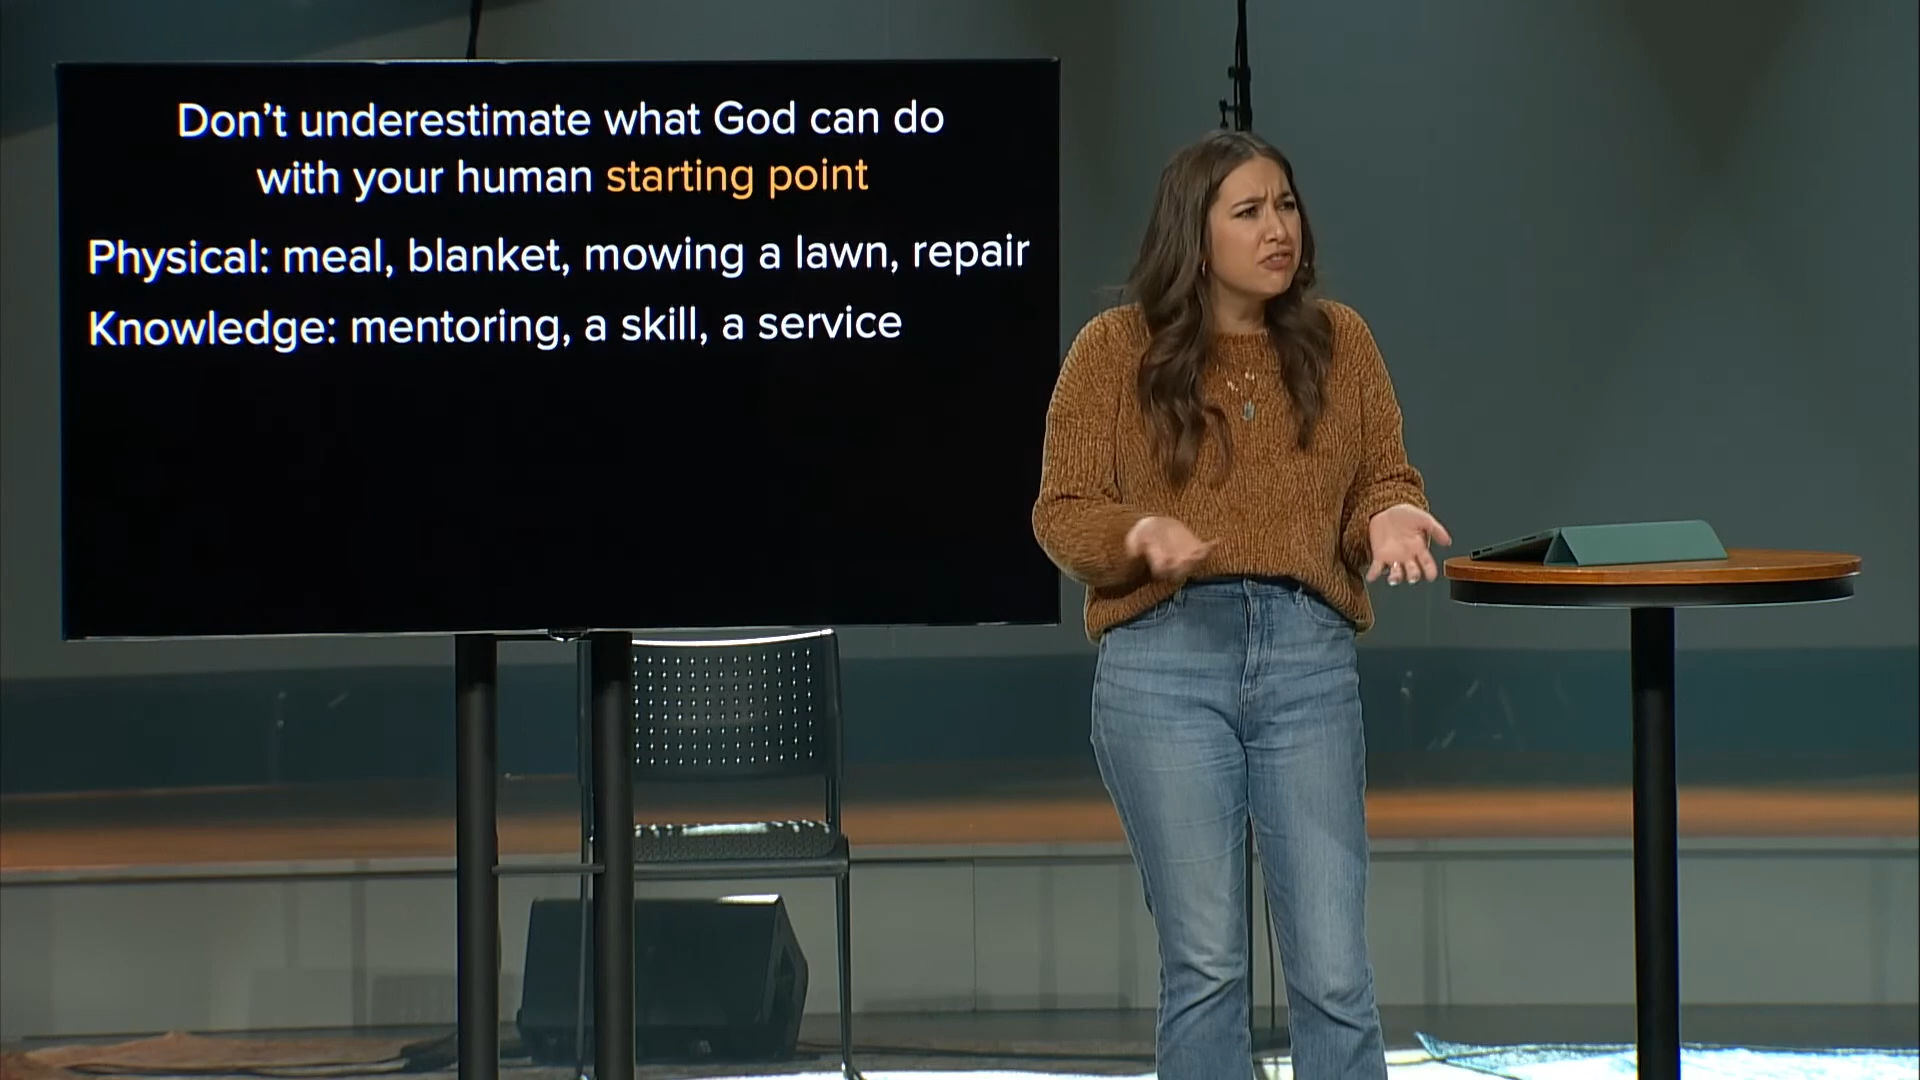 Don't underestimate what God can do
with your human starting point
Physical: meal, blanket, mowing a lawn, repair
Knowledge: mentoring, a skill, a service